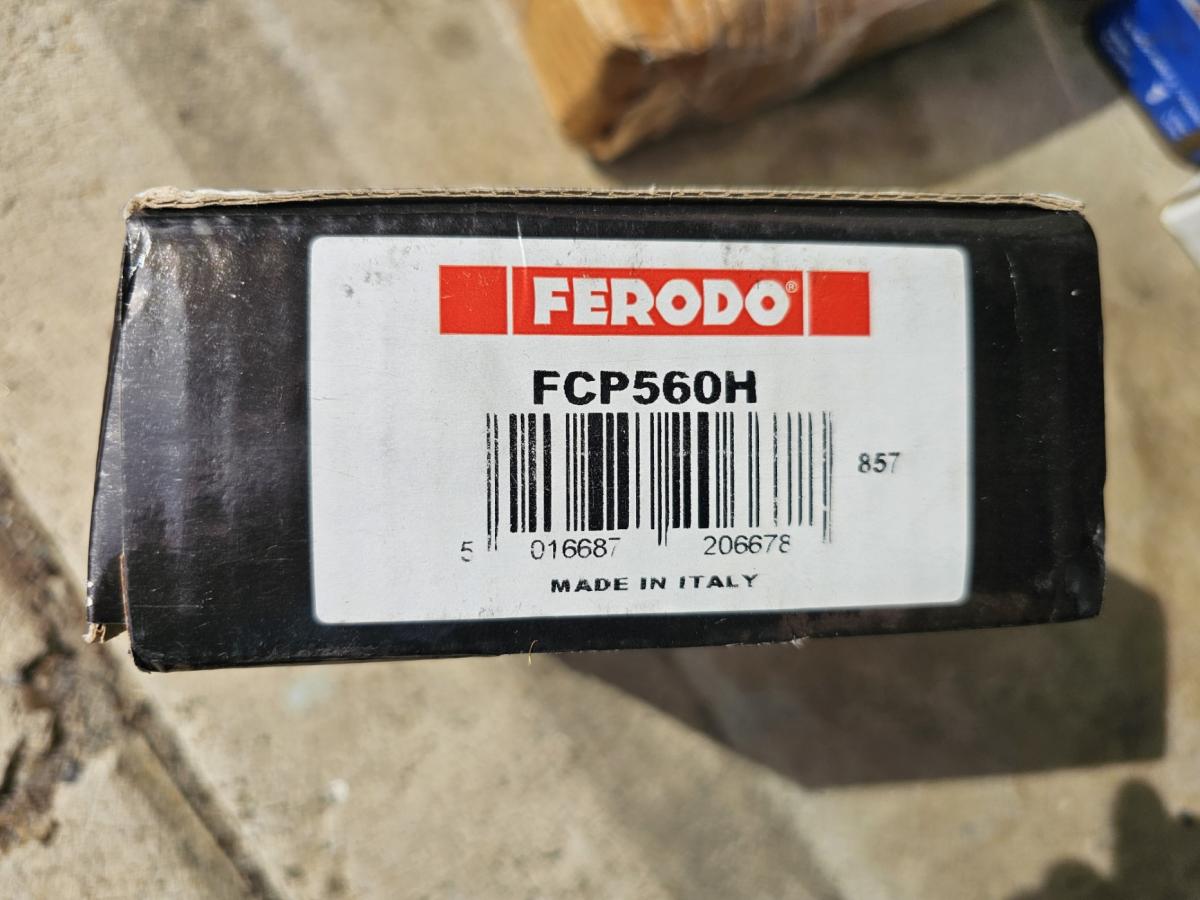 FERODO®
FCP560H
857
5 016687 206678
MADE IN ITALY